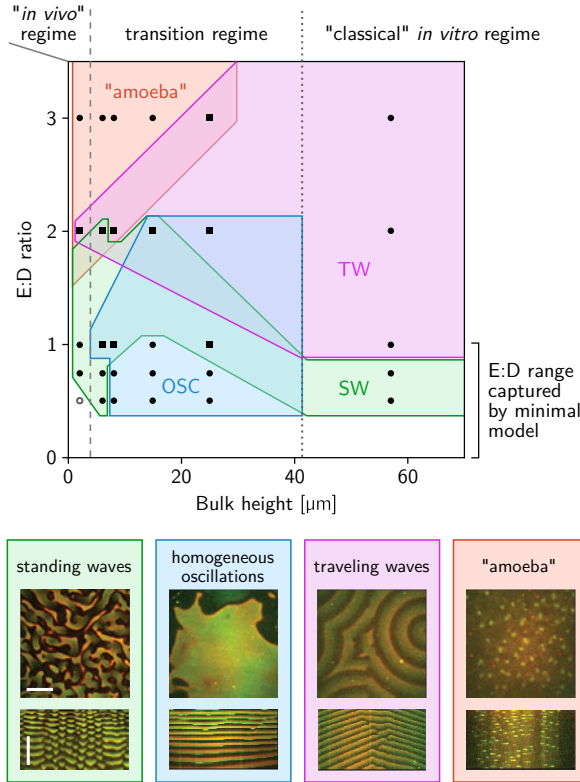 "in vivo"
regime
transition regime
"classical" in vitro regime
"amoeba"
TW
SW
OSC
E:D ratio
3
2
1
0
0
20
40
60
Bulk height [μm]
E:D range
captured
by minimal
model
standing waves
homogeneous
oscillations
traveling waves
"amoeba"